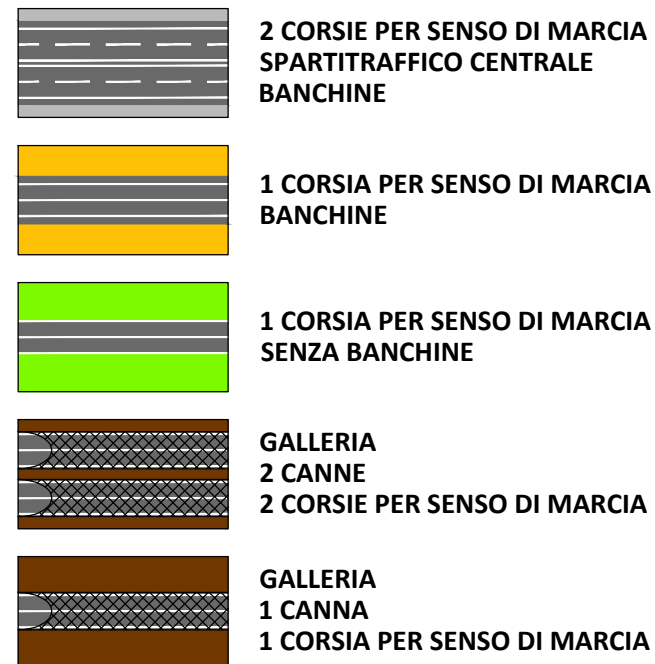 2 CORSIE PER SENSO DI MARCIA
SPARTITRAFFICO CENTRALE
BANCHINE
1 CORSIA PER SENSO DI MARCIA
BANCHINE
1 CORSIA PER SENSO DI MARCIA
SENZA BANCHINE
GALLERIA
2 CANNE
2 CORSIE PER SENSO DI MARCIA
GALLERIA
1 CANNA
1 CORSIA PER SENSO DI MARCIA